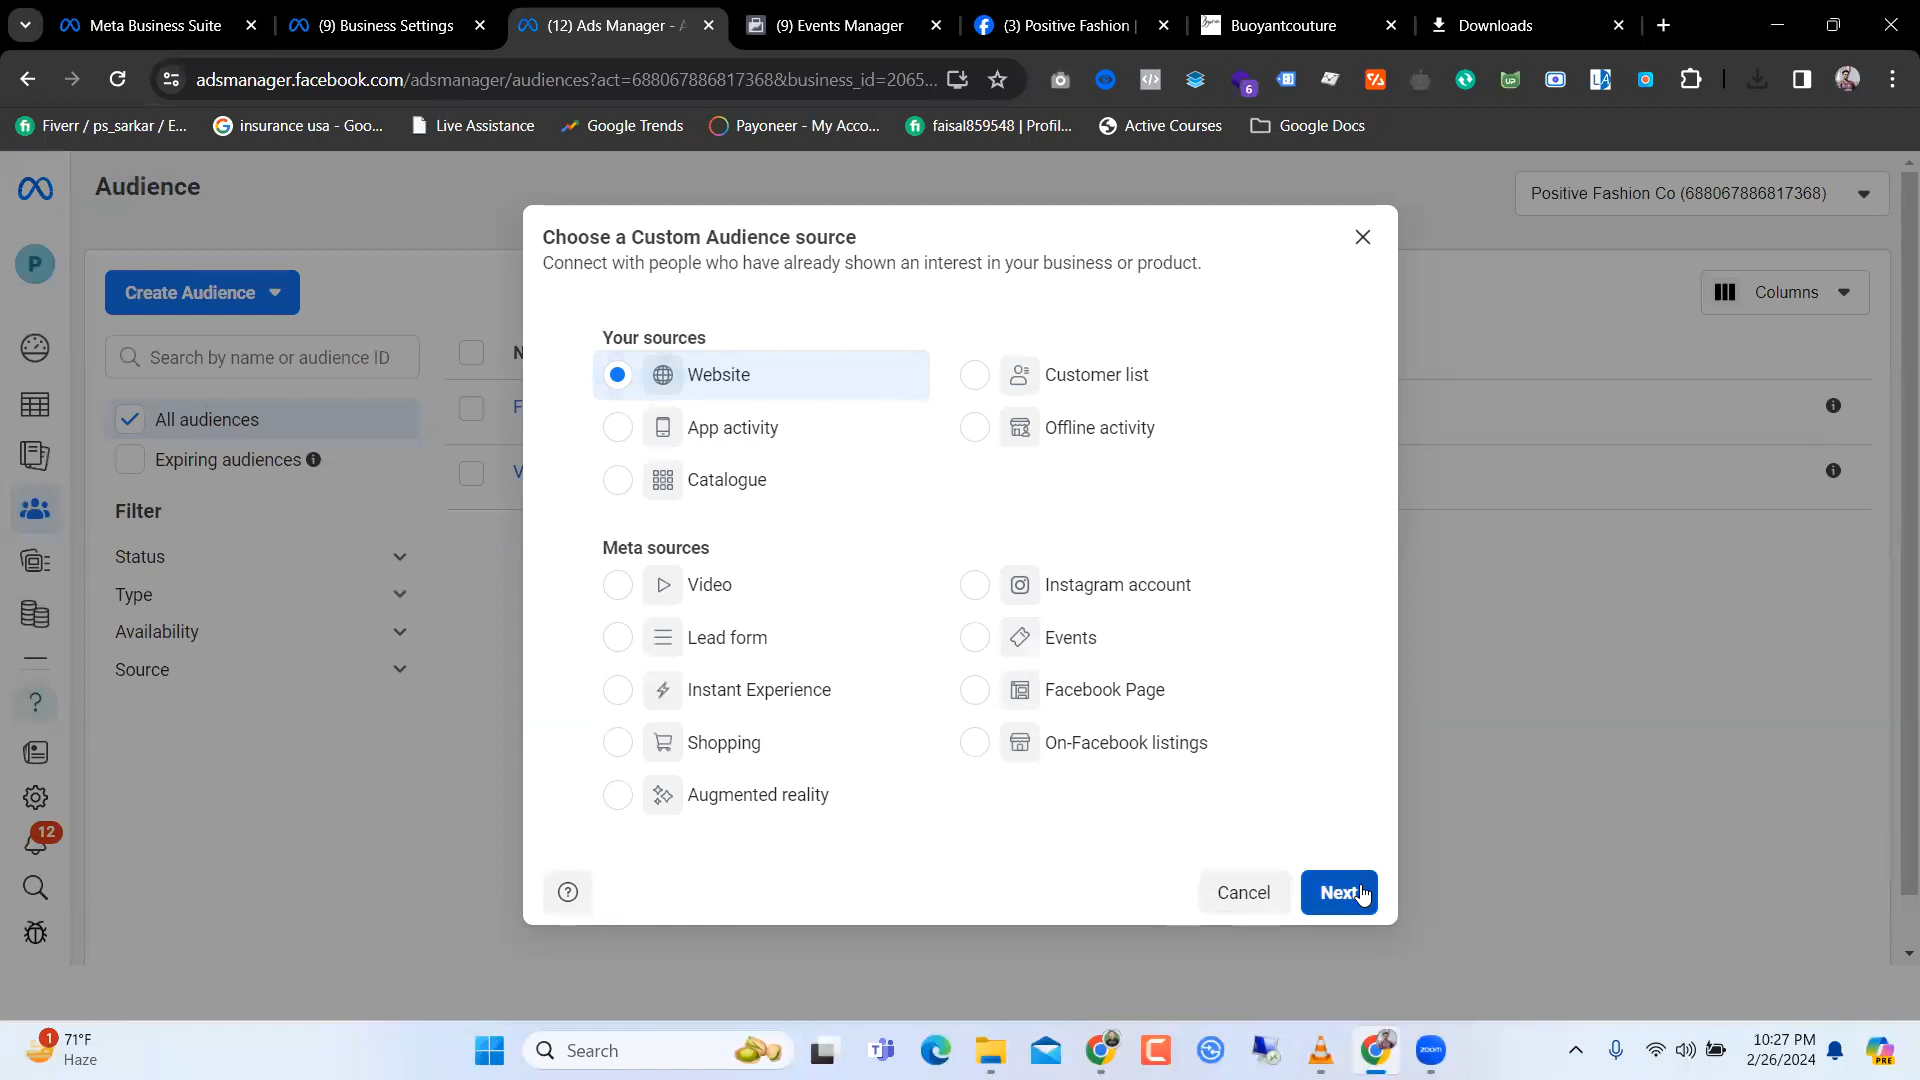 Meta Business Suite
(9) Business Settings
(12) Ads Manager - A
(9) Events Manager
(3) Positive Fashion |
Buoyantcouture
Downloads
adsmanager.facebook.com/adsmanager/audiences?act=688067886817368&business_id=2065...
6
Fiverr / ps_sarkar / E...
insurance usa - Goo...
Live Assistance
Google Trends
Payoneer - My Acco...
faisal859548 | Profil...
Active Courses
Google Docs
Audience
Positive Fashion Co (688067886817368)
P
Create Audience
Columns
Search by name or audience ID
All audiences
Expiring audiences
Filter
Status
Type
Availability
Source
12
Choose a Custom Audience source
Connect with people who have already shown an interest in your business or product.
Your sources
Website
Customer list
App activity
Offline activity
Catalogue
Meta sources
Video
Instagram account
Lead form
Events
Instant Experience
Facebook Page
Shopping
On-Facebook listings
Augmented reality
Cancel
Next
1
71°F
Haze
Search
zoom
10:27 PM
2/26/2024
PRE